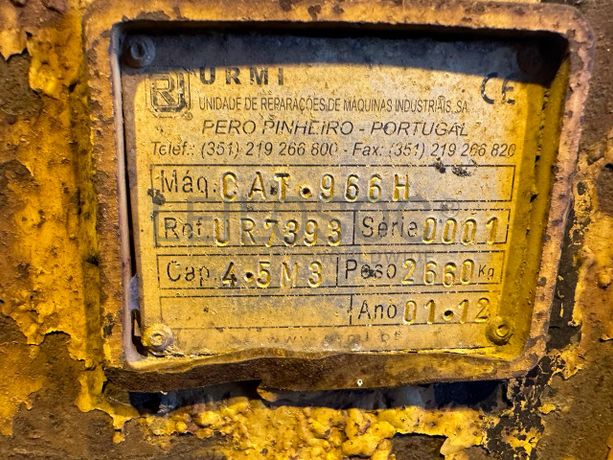 URMI
CE
UNIDADE DE REPARAÇÕES DE MÁQUINAS INDUSTRIAIS, SA
PERO PINHEIRO - PORTUGAL
Telef.: (351) 219 266 800 - Fax: (351) 219 266 820
Máq. CAT.966H
Ref. UR7393 Série 0001
Cap. 4.5M3 Peso 2660 Kg
Ano 01.12